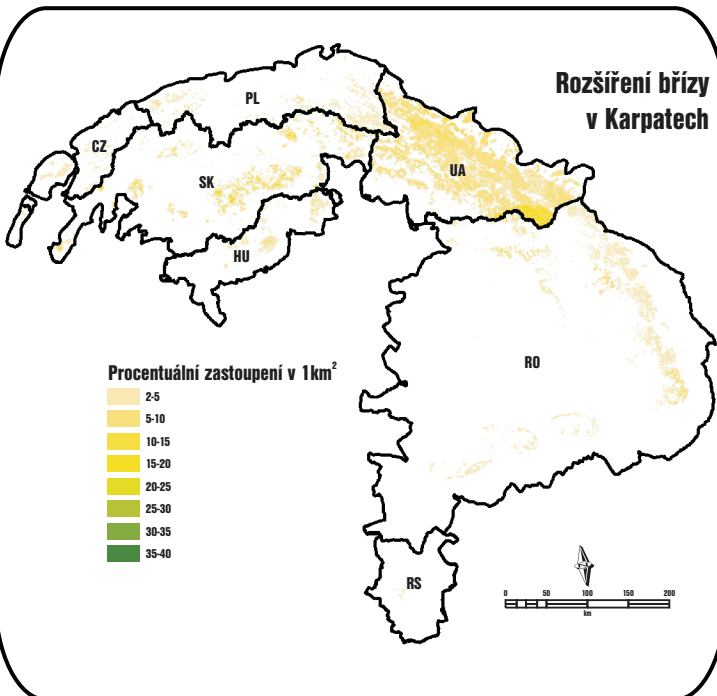 Rozšíření břízy
v Karpatech
PL
CZ
SK
UA
HU
RO
RS
Procentuální zastoupení v 1km²
2-5
5-10
10-15
15-20
20-25
25-30
30-35
35-40
0 50 100 150 200
km